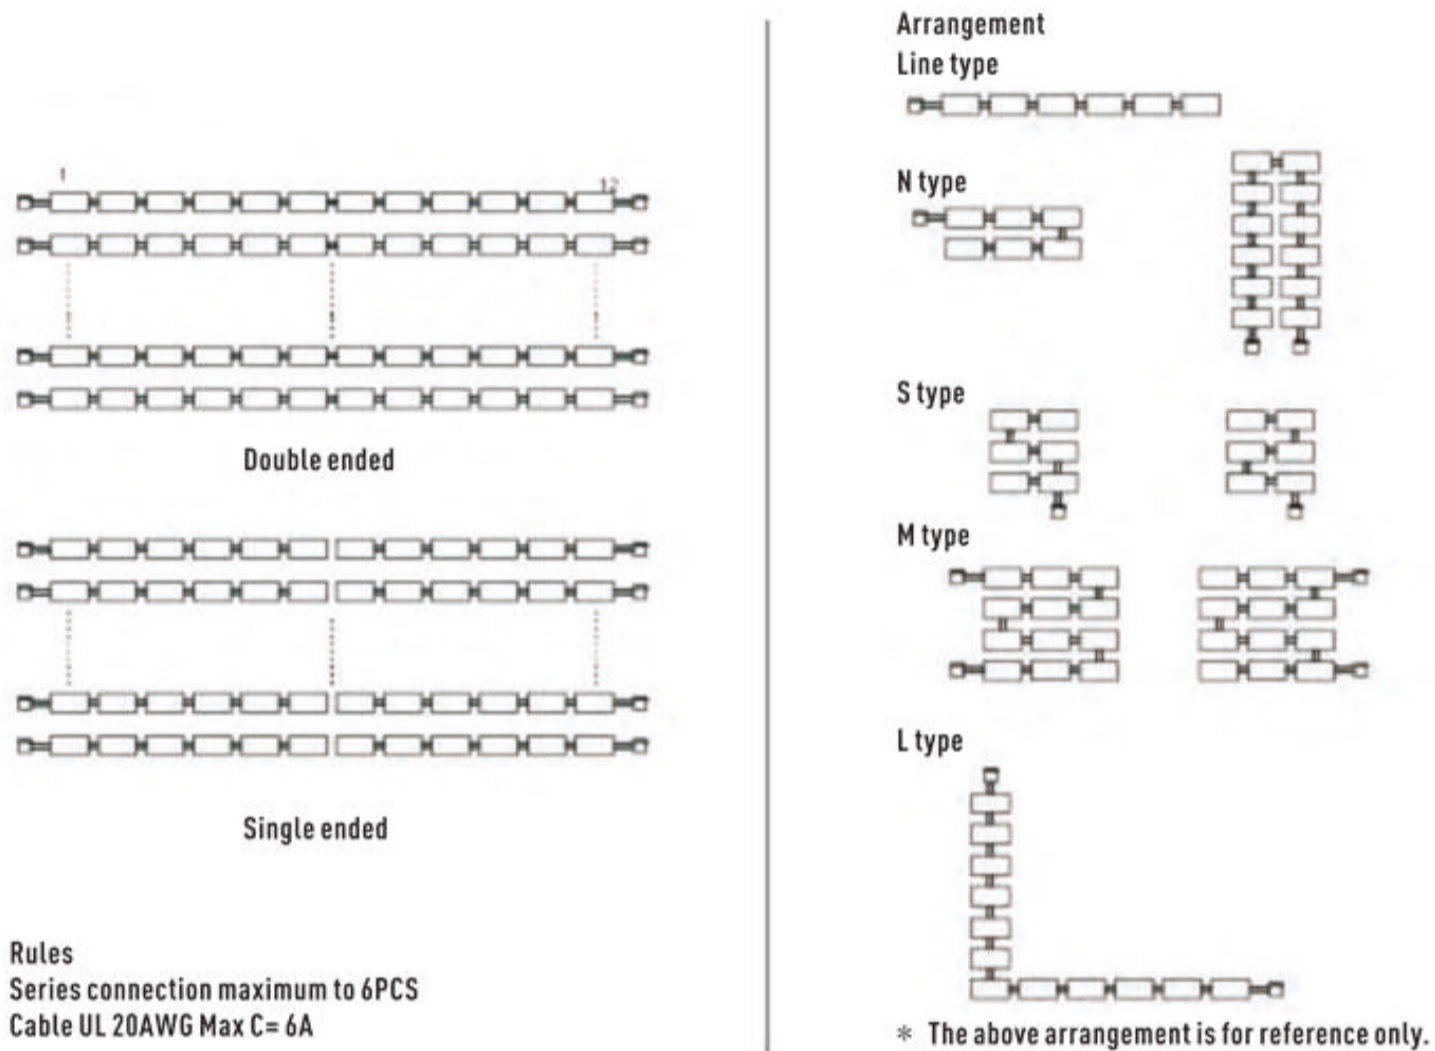 1
12
Double ended
Single ended
Rules
Series connection maximum to 6PCS
Cable UL 20AWG Max C= 6A
Arrangement
Line type
N type
S type
M type
L type
* The above arrangement is for reference only.